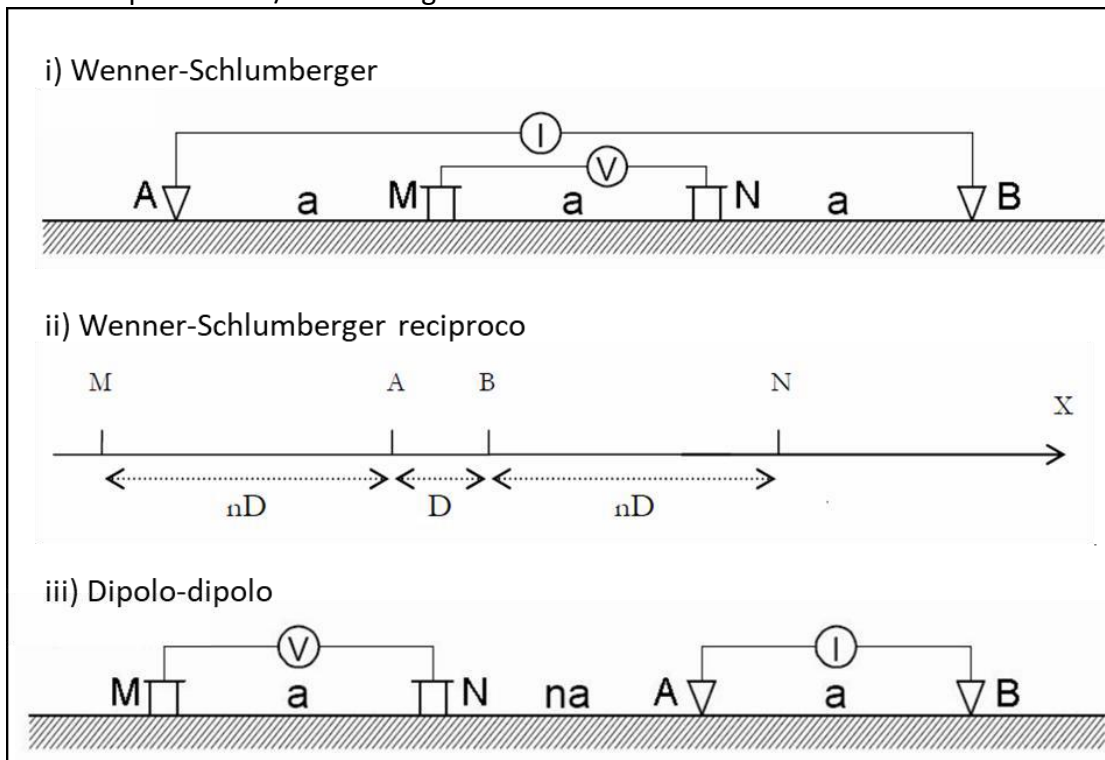 i) Wenner-Schlumberger
I
V
A a M a N a B
ii) Wenner-Schlumberger reciproco
M A B N
X
nD D nD
iii) Dipolo-dipolo
V I
M a N na A a B